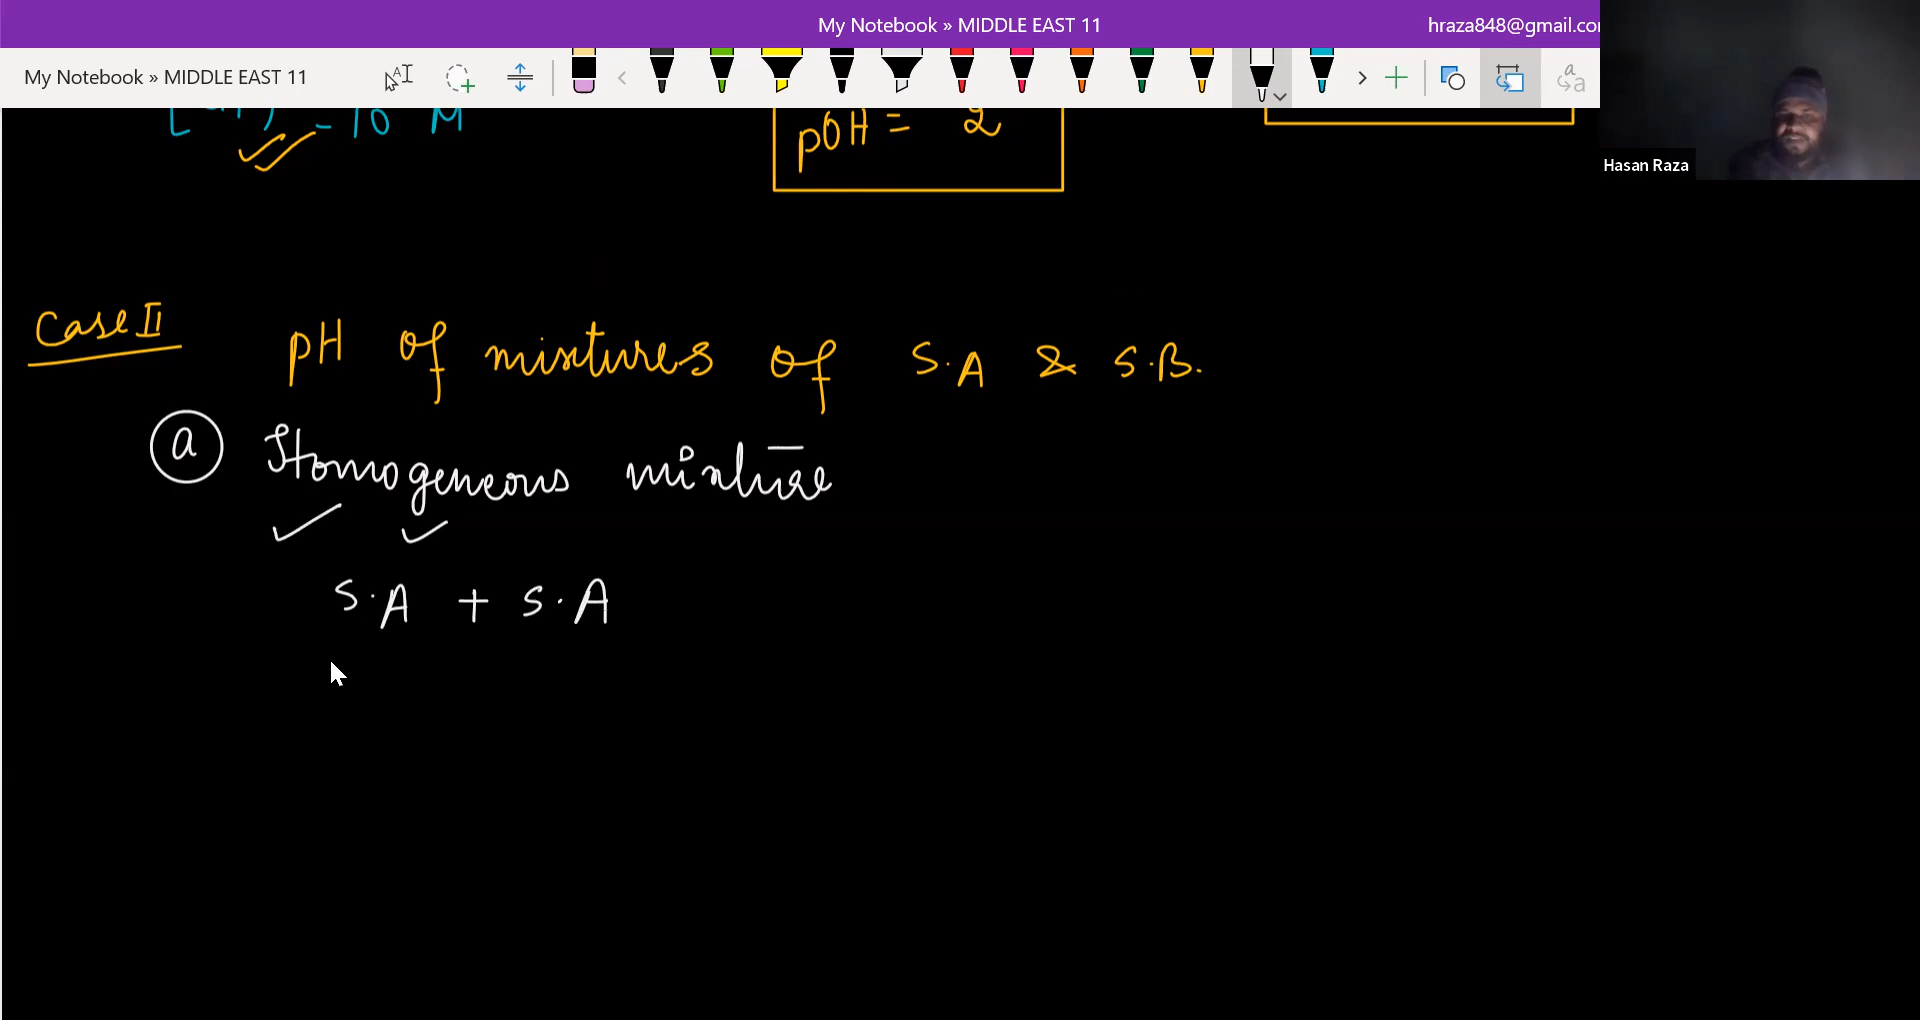 My Notebook » MIDDLE EAST 11
hraza848@gmail.co
My Notebook » MIDDLE EAST 11
= 10 M
pOH = 2
Hasan Raza
Case II
pH of mixtures of S.A & S.B.
a Homogeneous mixture
S.A + S.A